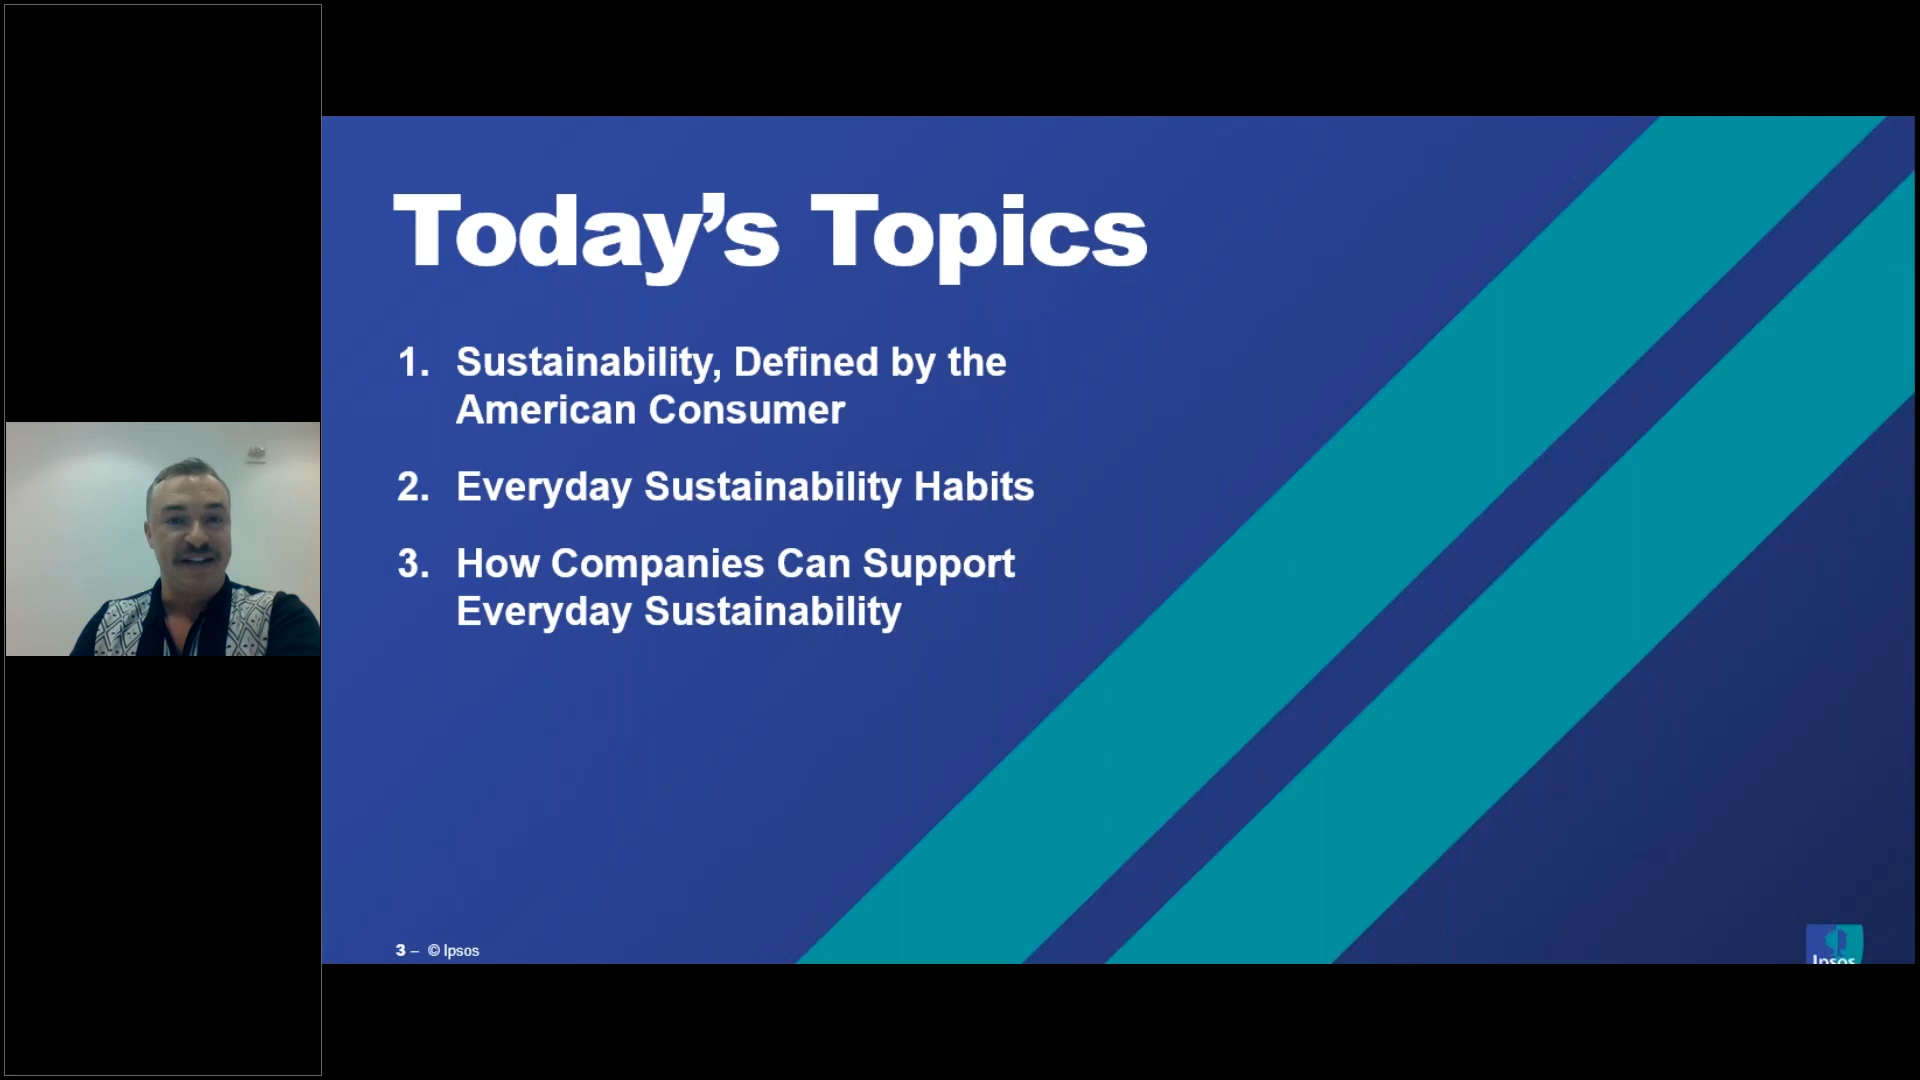 Today’s Topics
1. Sustainability, Defined by the
American Consumer
2. Everyday Sustainability Habits
3. How Companies Can Support
Everyday Sustainability
3 – © Ipsos
Ipsos